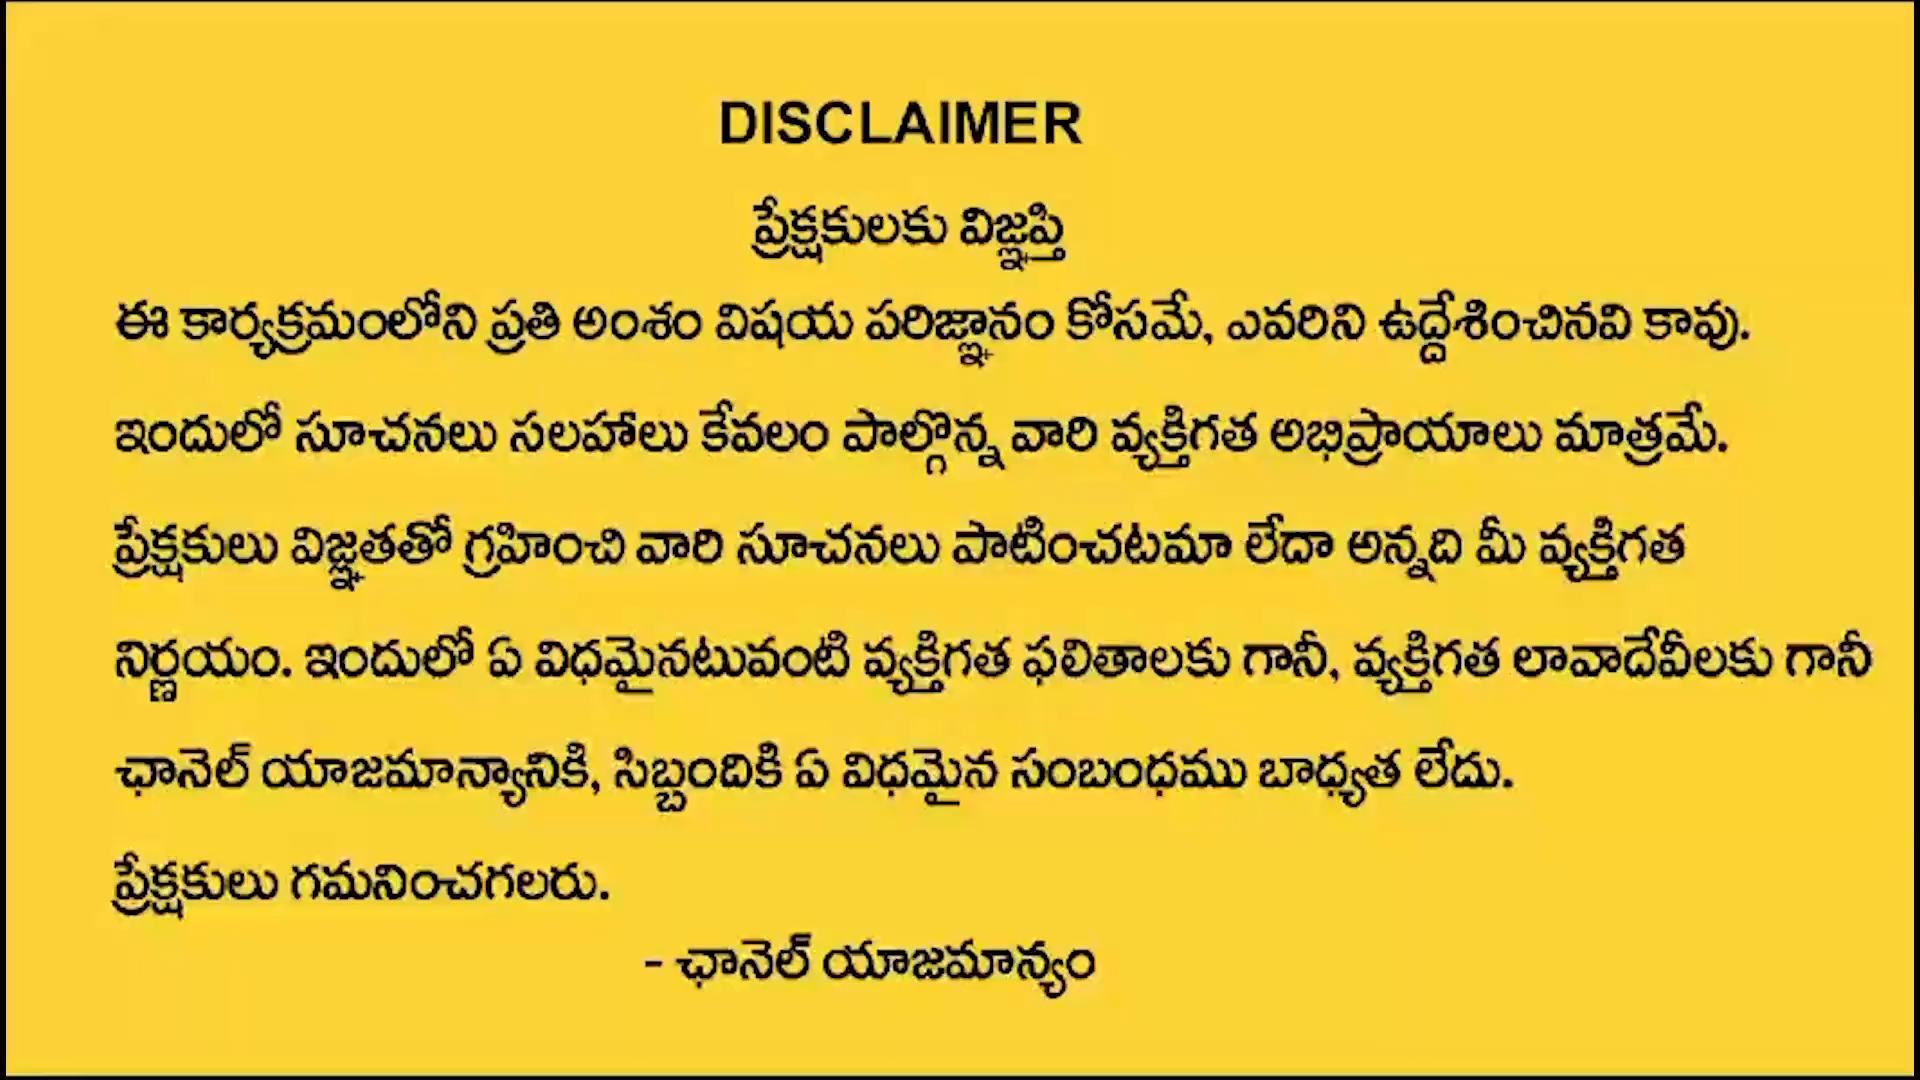 DISCLAIMER
ప్రేక్షకులకు విజ్ఞప్తి
ఈ కార్యక్రమంలోని ప్రతి అంశం విషయ పరిజ్ఞానం కోసమే, ఎవరిని ఉద్దేశించినవి కావు.
ఇందులో సూచనలు సలహాలు కేవలం పాల్గొన్న వారి వ్యక్తిగత అభిప్రాయాలు మాత్రమే.
ప్రేక్షకులు విజ్ఞతతో గ్రహించి వారి సూచనలు పాటించటమా లేదా అన్నది మీ వ్యక్తిగత
నిర్ణయం. ఇందులో ఏ విధమైనటువంటి వ్యక్తిగత ఫలితాలకు గానీ, వ్యక్తిగత లావాదేవీలకు గానీ
ఛానెల్ యాజమాన్యానికి, సిబ్బందికి ఏ విధమైన సంబంధము బాధ్యత లేదు.
ప్రేక్షకులు గమనించగలరు.
- ఛానెల్ యాజమాన్యం